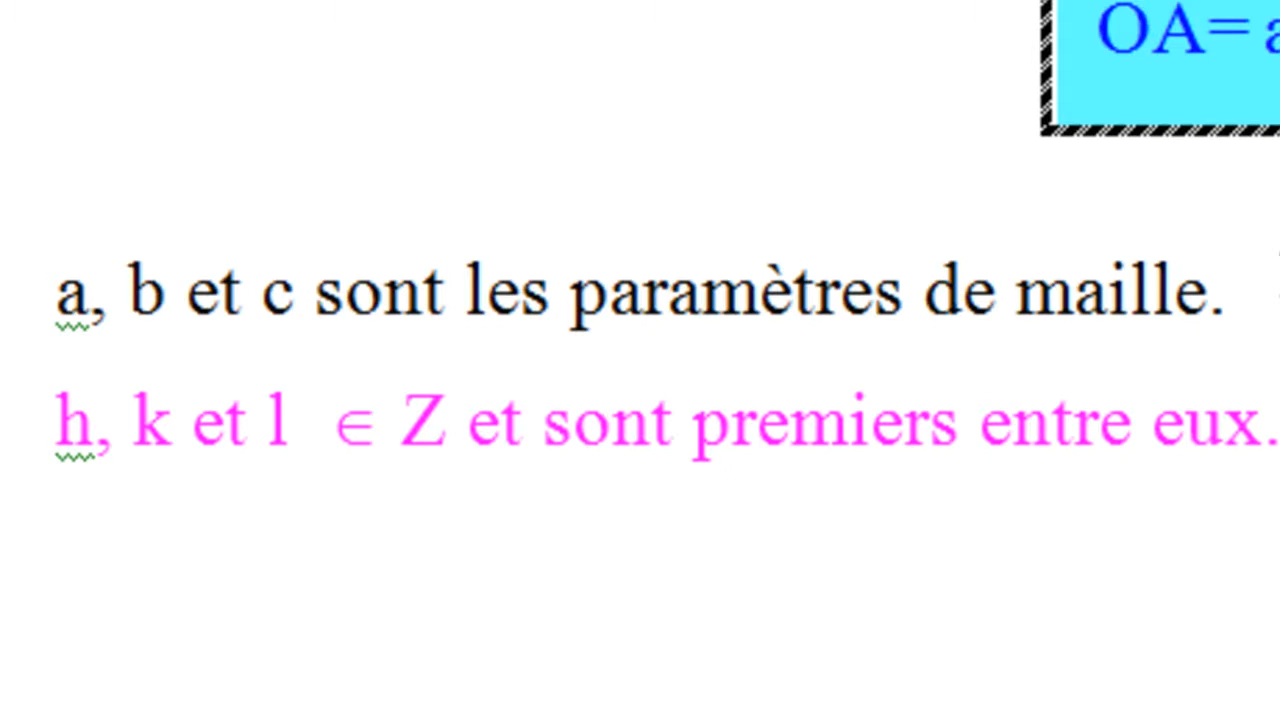 OA= a
a, b et c sont les paramètres de maille.
h, k et l ∈ Z et sont premiers entre eux.